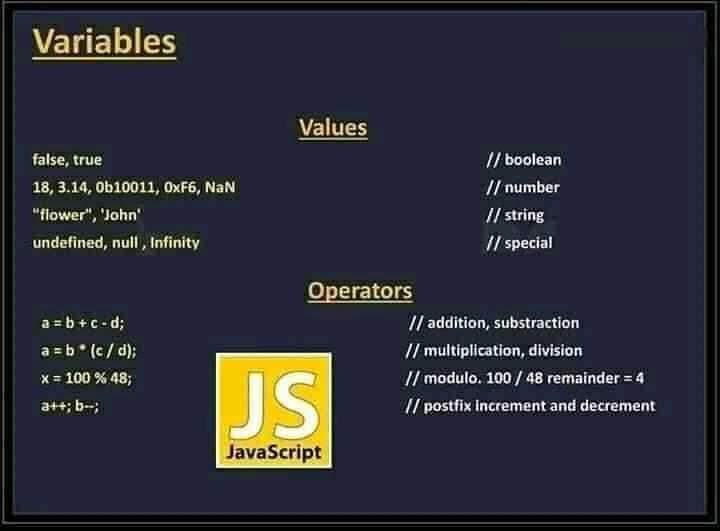 Variables
Values
false, true // boolean
18, 3.14, 0b10011, 0xF6, NaN // number
"flower", 'John' // string
undefined, null , Infinity // special
Operators
a = b + c - d; // addition, substraction
a = b * (c / d); // multiplication, division
x = 100 % 48; // modulo. 100 / 48 remainder = 4
a++; b--; // postfix increment and decrement
JS
JavaScript